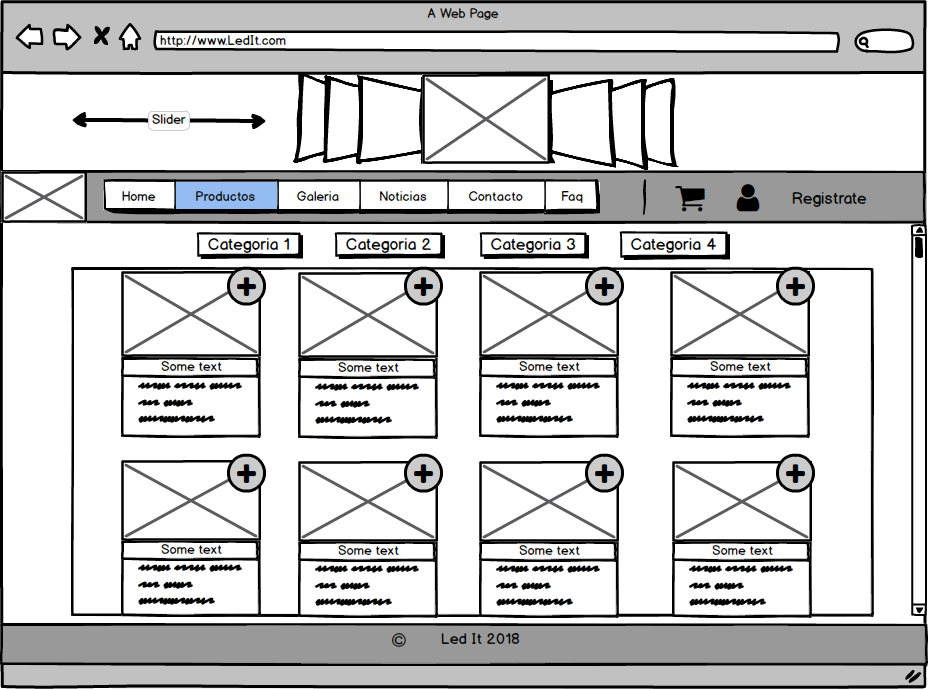 A Web Page
http://www.LedIt.com
Slider
Home Productos Galeria Noticias Contacto Faq Registrate
Categoria 1 Categoria 2 Categoria 3 Categoria 4
Some text Some text Some text Some text
Some text Some text Some text Some text
© Led It 2018